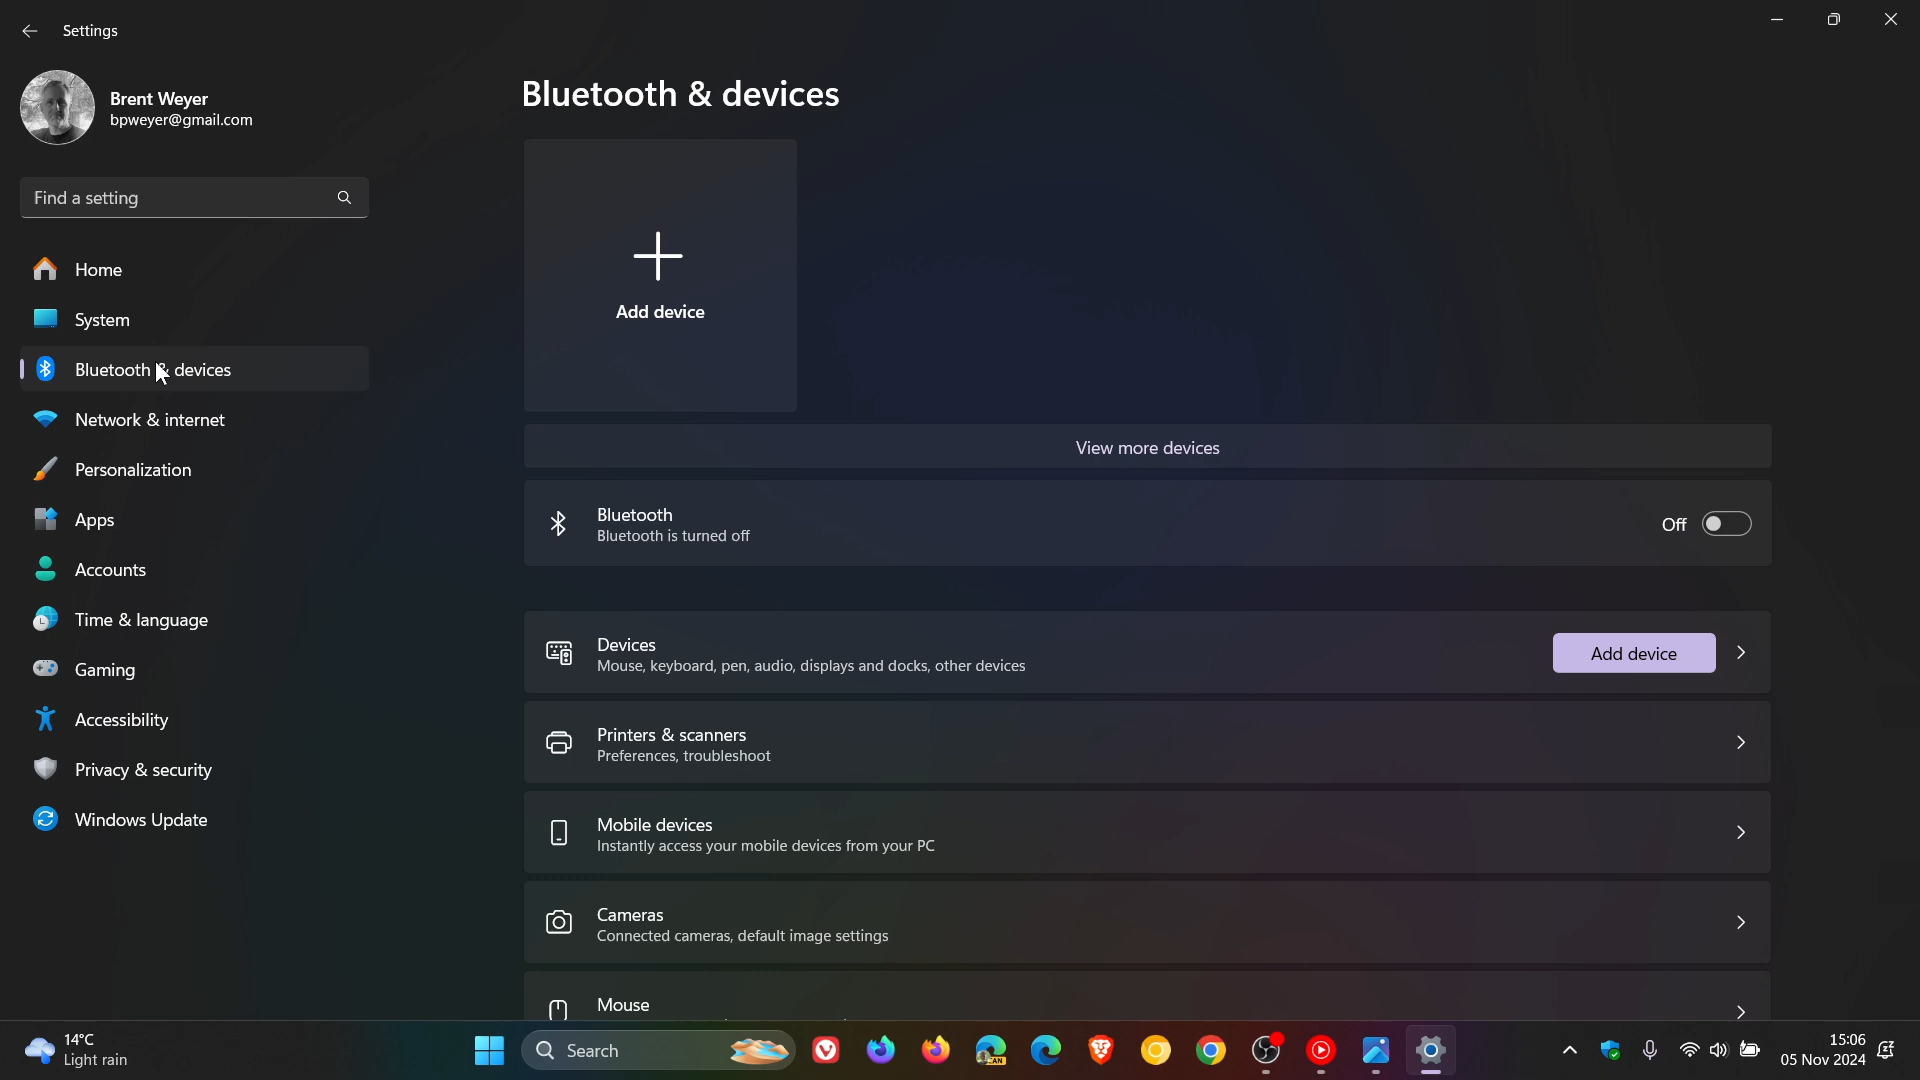 Settings
Brent Weyer
bpweyer@gmail.com
Find a setting
Home
System
Bluetooth & devices
Network & internet
Personalization
Apps
Accounts
Time & language
Gaming
Accessibility
Privacy & security
Windows Update
Bluetooth & devices
Add device
View more devices
Bluetooth
Bluetooth is turned off
Off
Devices
Mouse, keyboard, pen, audio, displays and docks, other devices
Add device
Printers & scanners
Preferences, troubleshoot
Mobile devices
Instantly access your mobile devices from your PC
Cameras
Connected cameras, default image settings
Mouse
14°C
Light rain
Search
CAN
15:06
05 Nov 2024